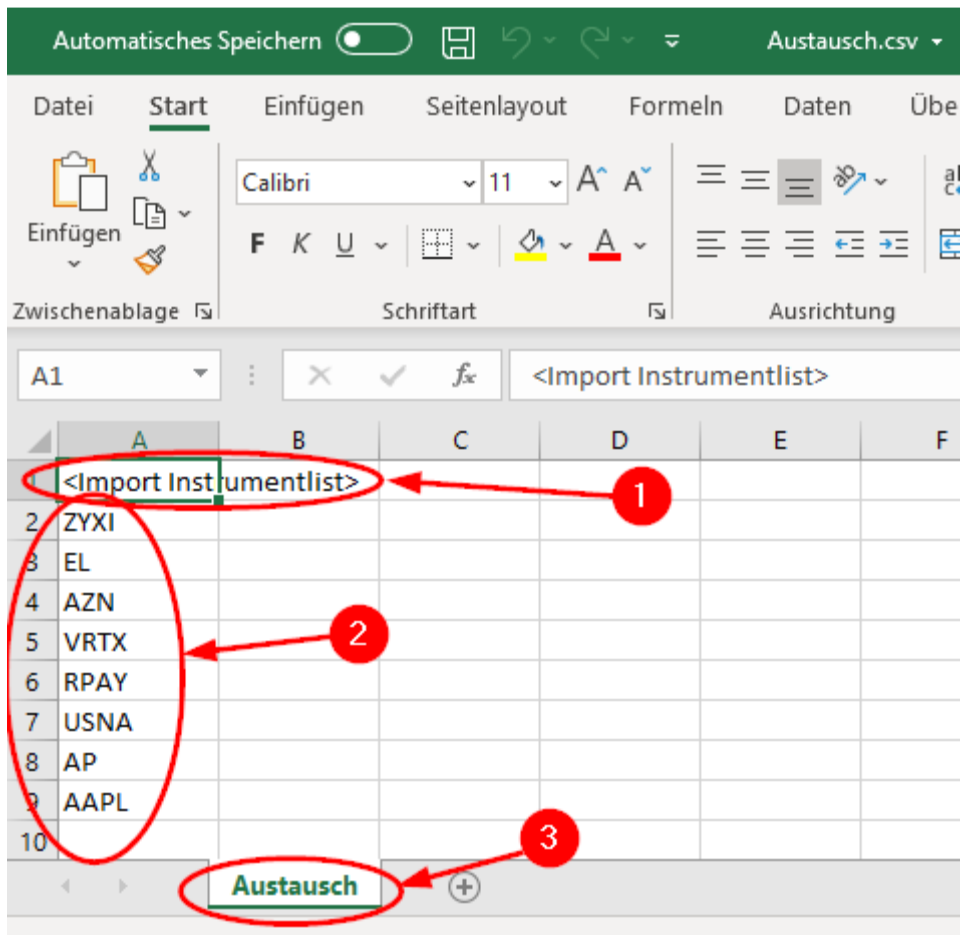 Automatisches Speichern Austausch.csv
Datei Start Einfügen Seitenlayout Formeln Daten Übe
Calibri 11 A A ab
Einfügen F K U A
Zwischenablage Schriftart Ausrichtung
A1 fx <Import Instrumentlist>
A B C D E F
1 <Import Instrumentlist>
1
2 ZYXI
3 EL
4 AZN
5 VRTX
2
6 RPAY
7 USNA
8 AP
9 AAPL
10
3
Austausch